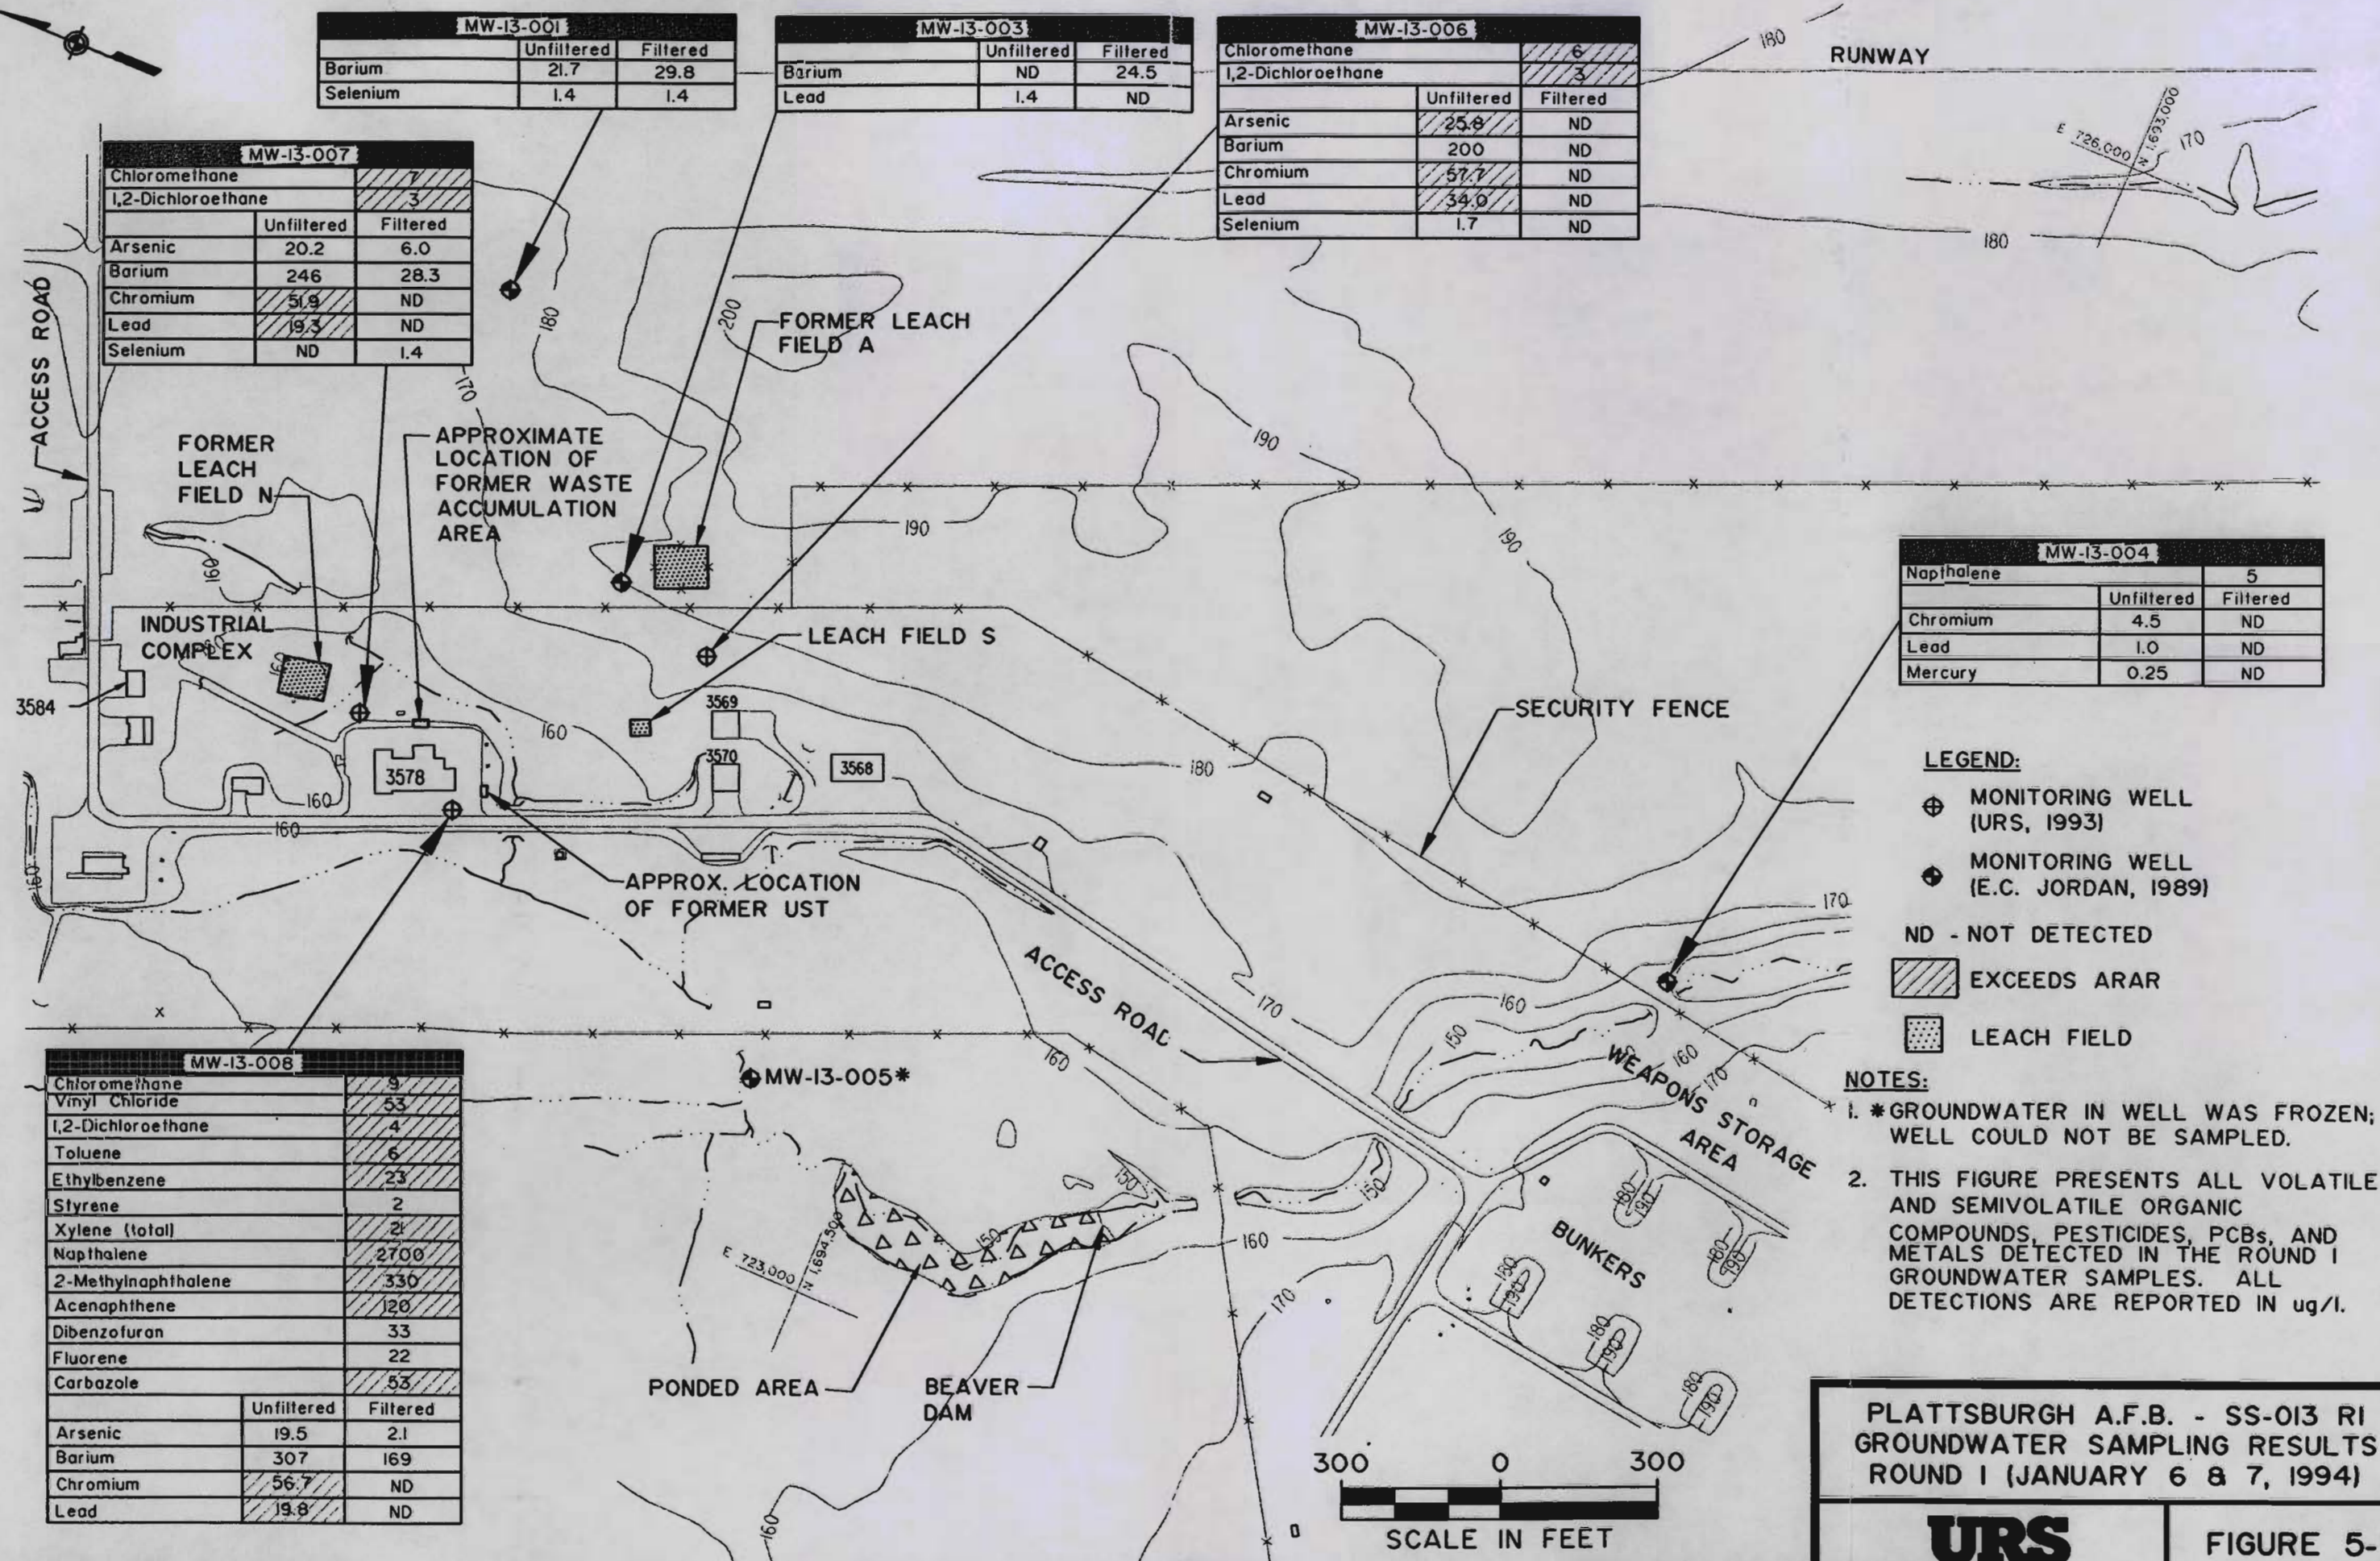 MW-13-001
Unfiltered Filtered
Barium 21.7 29.8
Selenium 1.4 1.4
MW-13-003
Unfiltered Filtered
Barium ND 24.5
Lead 1.4 ND
MW-13-006
Chloromethane 6
1,2-Dichloroethane 3
Unfiltered Filtered
Arsenic 25.8 ND
Barium 200 ND
Chromium 57.7 ND
Lead 34.0 ND
Selenium 1.7 ND
180
RUNWAY
E 726,000
N 1,693,000
170
180
MW-13-007
Chloromethane 7
1,2-Dichloroethane 3
Unfiltered Filtered
Arsenic 20.2 6.0
Barium 246 28.3
Chromium 51.9 ND
Lead 19.3 ND
Selenium ND 1.4
ACCESS ROAD
180
200
170
FORMER LEACH
FIELD A
FORMER
LEACH
FIELD N
APPROXIMATE
LOCATION OF
FORMER WASTE
ACCUMULATION
AREA
190
190
190
160
INDUSTRIAL
COMPLEX
160
160
LEACH FIELD S
3584
3569
3570
3568
3578
160
160
160
160
180
SECURITY FENCE
MW-13-004
Napthalene 5
Unfiltered Filtered
Chromium 4.5 ND
Lead 1.0 ND
Mercury 0.25 ND
LEGEND:
MONITORING WELL
(URS, 1993)
MONITORING WELL
(E.C. JORDAN, 1989)
ND - NOT DETECTED
EXCEEDS ARAR
LEACH FIELD
APPROX. LOCATION
OF FORMER UST
ACCESS ROAD
170
170
160
150
160
170
160
WEAPONS STORAGE
AREA
MW-13-005*
NOTES:
1. *GROUNDWATER IN WELL WAS FROZEN;
WELL COULD NOT BE SAMPLED.
2. THIS FIGURE PRESENTS ALL VOLATILE
AND SEMIVOLATILE ORGANIC
COMPOUNDS, PESTICIDES, PCBs, AND
METALS DETECTED IN THE ROUND 1
GROUNDWATER SAMPLES. ALL
DETECTIONS ARE REPORTED IN ug/l.
MW-13-008
Chloromethane 9
Vinyl Chloride 53
1,2-Dichloroethane 4
Toluene 6
Ethylbenzene 23
Styrene 2
Xylene (total) 21
Napthalene 2700
2-Methylnaphthalene 330
Acenaphthene 120
Dibenzofuran 33
Fluorene 22
Carbazole 53
Unfiltered Filtered
Arsenic 19.5 2.1
Barium 307 169
Chromium 56.7 ND
Lead 19.8 ND
E 723,000
N 1,694,500
150
150
150
160
170
160
PONDED AREA
BEAVER
DAM
BUNKERS
180
190
180
190
180
190
180
190
180
190
300 0 300
SCALE IN FEET
PLATTSBURGH A.F.B. - SS-013 RI
GROUNDWATER SAMPLING RESULTS
ROUND 1 (JANUARY 6 & 7, 1994)
URS
FIGURE 5-